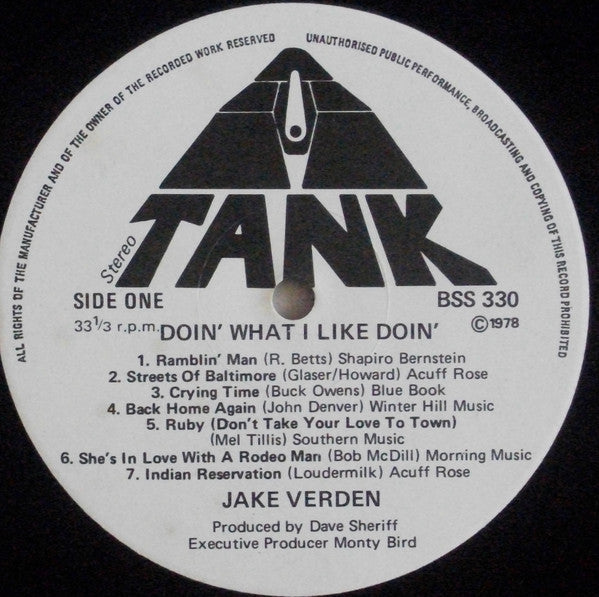 ALL RIGHTS OF THE MANUFACTURER AND OF THE OWNER OF THE RECORDED WORK RESERVED
UNAUTHORISED PUBLIC PERFORMANCE, BROADCASTING AND COPYING OF THIS RECORD PROHIBITED
TANK
Stereo
SIDE ONE
BSS 330
33 1/3 r.p.m.
DOIN' WHAT I LIKE DOIN'
© 1978
1. Ramblin' Man (R. Betts) Shapiro Bernstein
2. Streets Of Baltimore (Glaser/Howard) Acuff Rose
3. Crying Time (Buck Owens) Blue Book
4. Back Home Again (John Denver) Winter Hill Music
5. Ruby (Don't Take Your Love To Town)
(Mel Tillis) Southern Music
6. She's In Love With A Rodeo Man (Bob McDill) Morning Music
7. Indian Reservation (Loudermilk) Acuff Rose
JAKE VERDEN
Produced by Dave Sheriff
Executive Producer Monty Bird